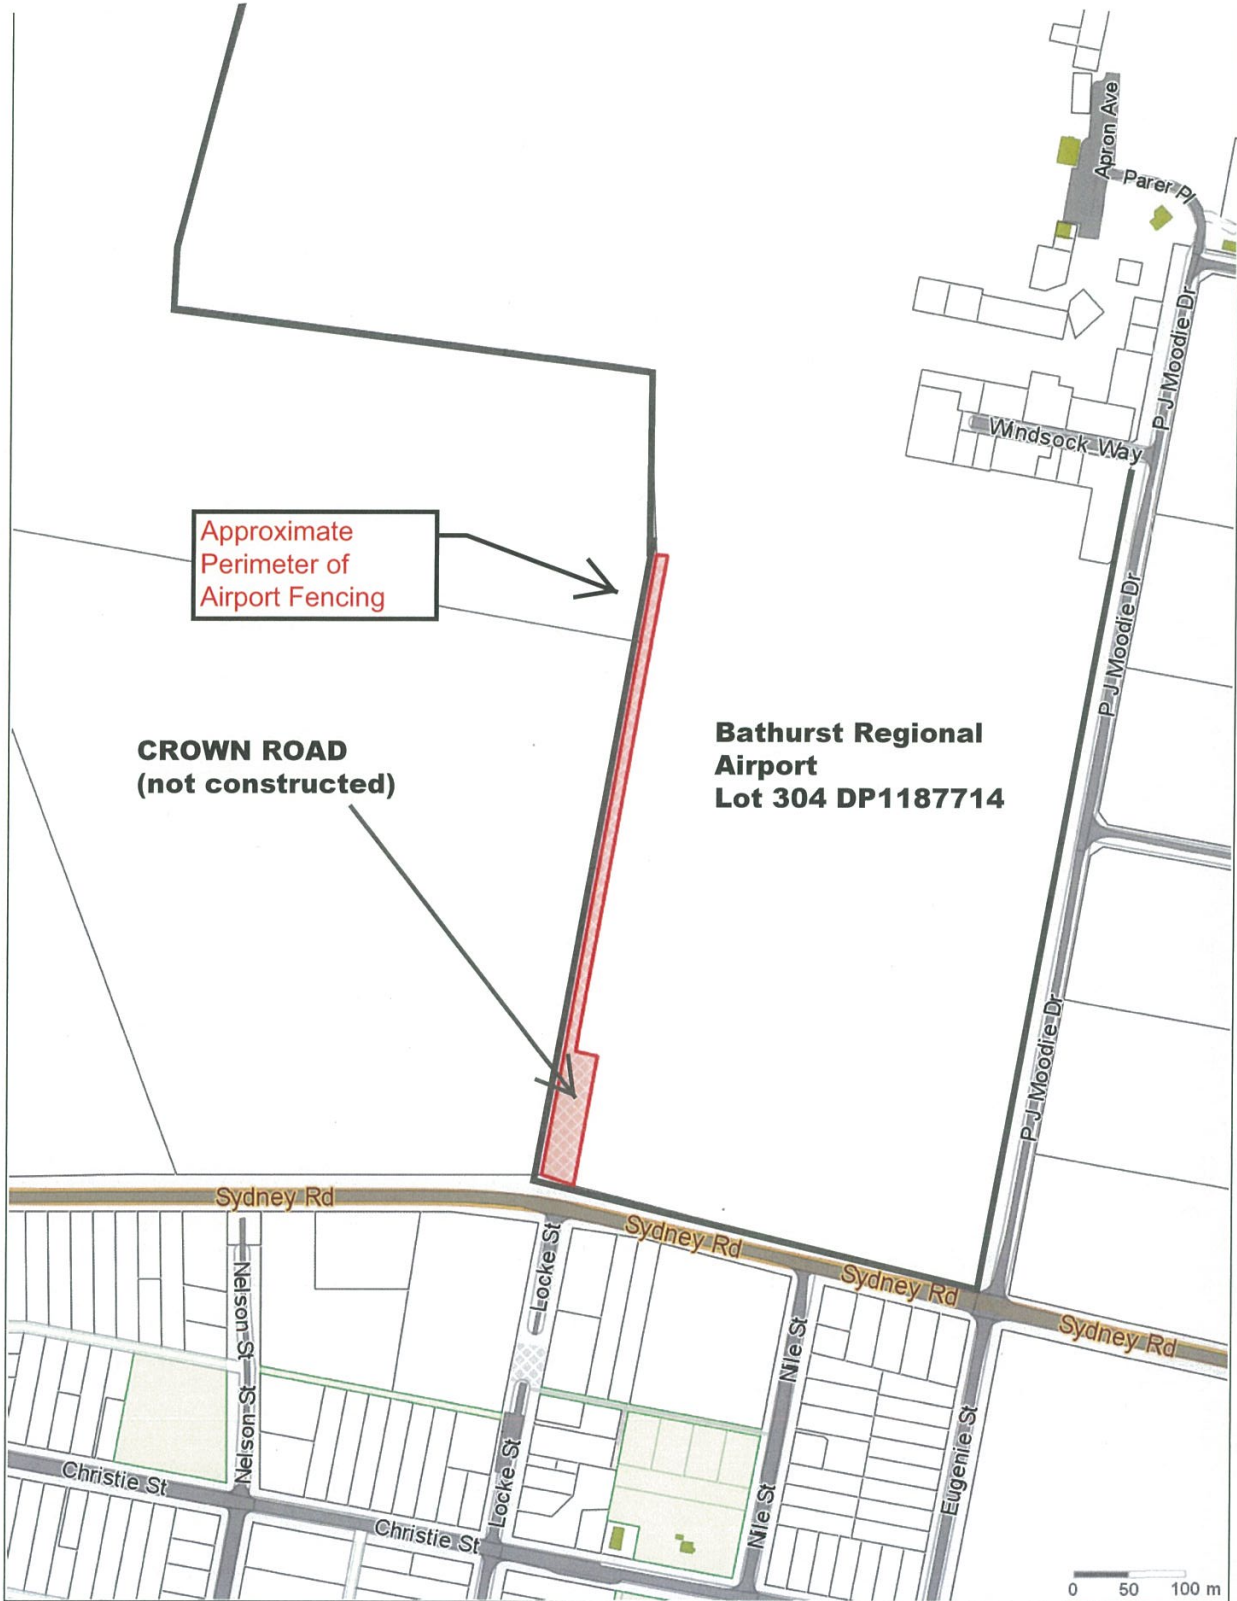 Apron Ave
Parer Pl
P J Moodie Dr
Windsock Way
Approximate
Perimeter of
Airport Fencing
P J Moodie Dr
CROWN ROAD
(not constructed)
Bathurst Regional
Airport
Lot 304 DP1187714
P J Moodie Dr
Sydney Rd
Sydney Rd
Sydney Rd
Sydney Rd
Nelson St
Locke St
Nile St
Nelson St
Locke St
Nile St
Eugenie St
Christie St
Christie St
0 50 100 m